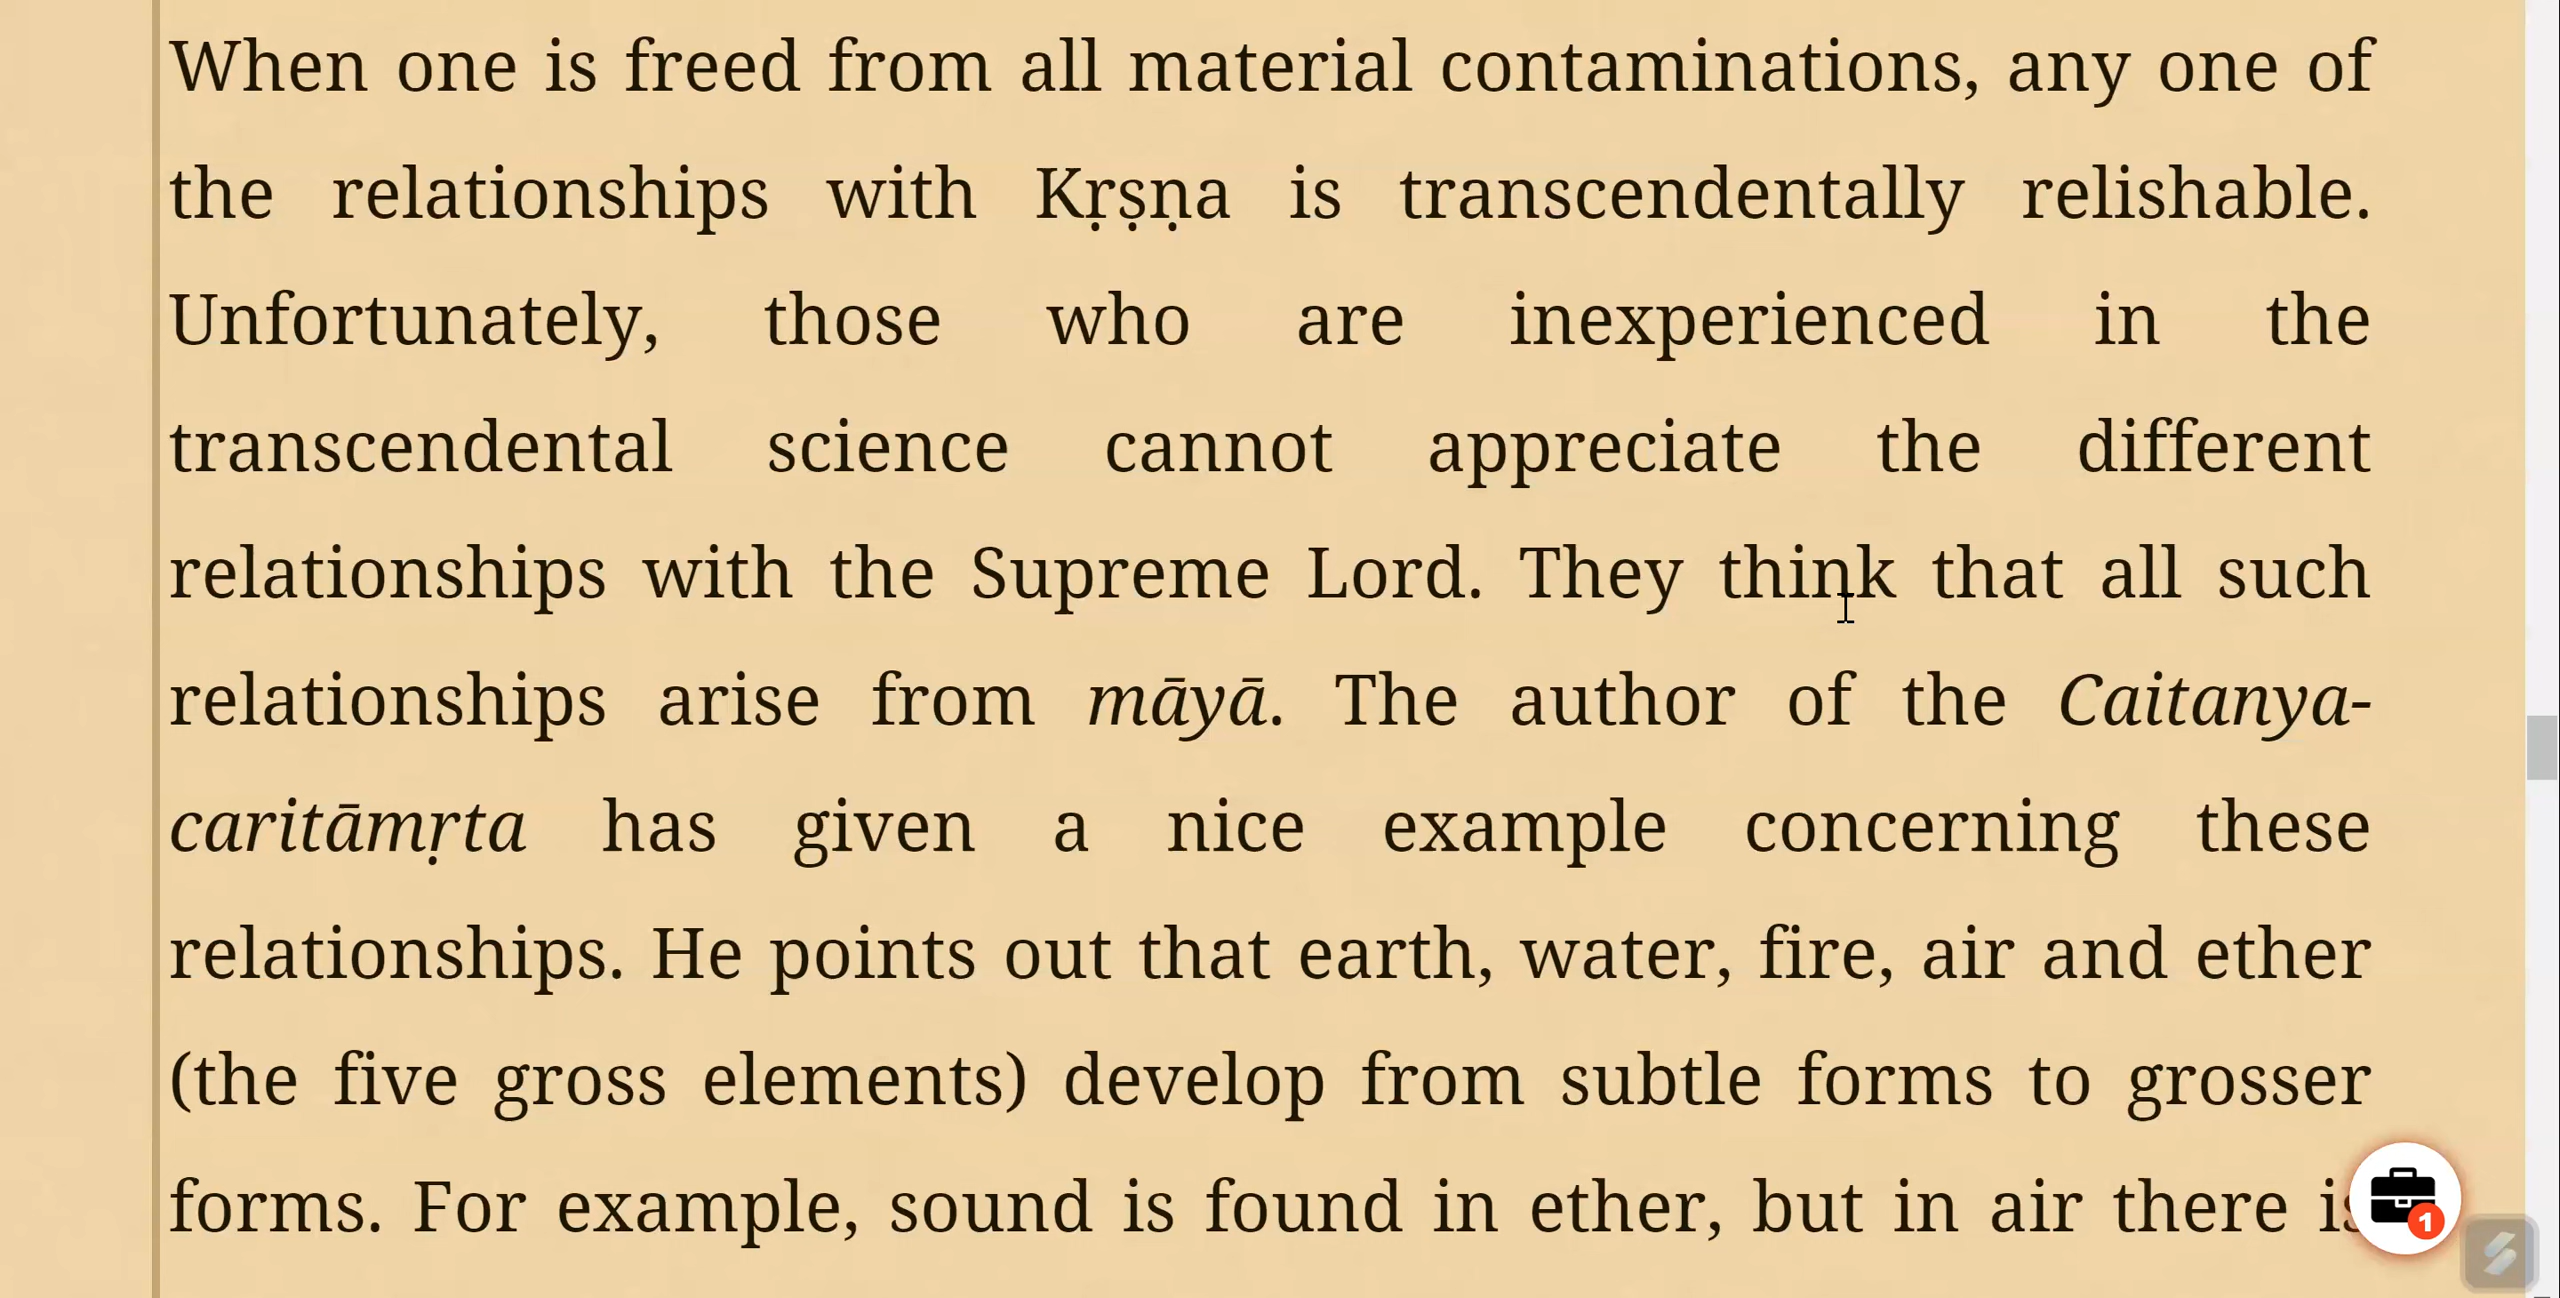 When one is freed from all material contaminations, any one of
the relationships with Kṛṣṇa is transcendentally relishable.
Unfortunately, those who are inexperienced in the
transcendental science cannot appreciate the different
relationships with the Supreme Lord. They think that all such
relationships arise from māyā. The author of the Caitanya-
caritāmṛta has given a nice example concerning these
relationships. He points out that earth, water, fire, air and ether
(the five gross elements) develop from subtle forms to grosser
forms. For example, sound is found in ether, but in air there is
1